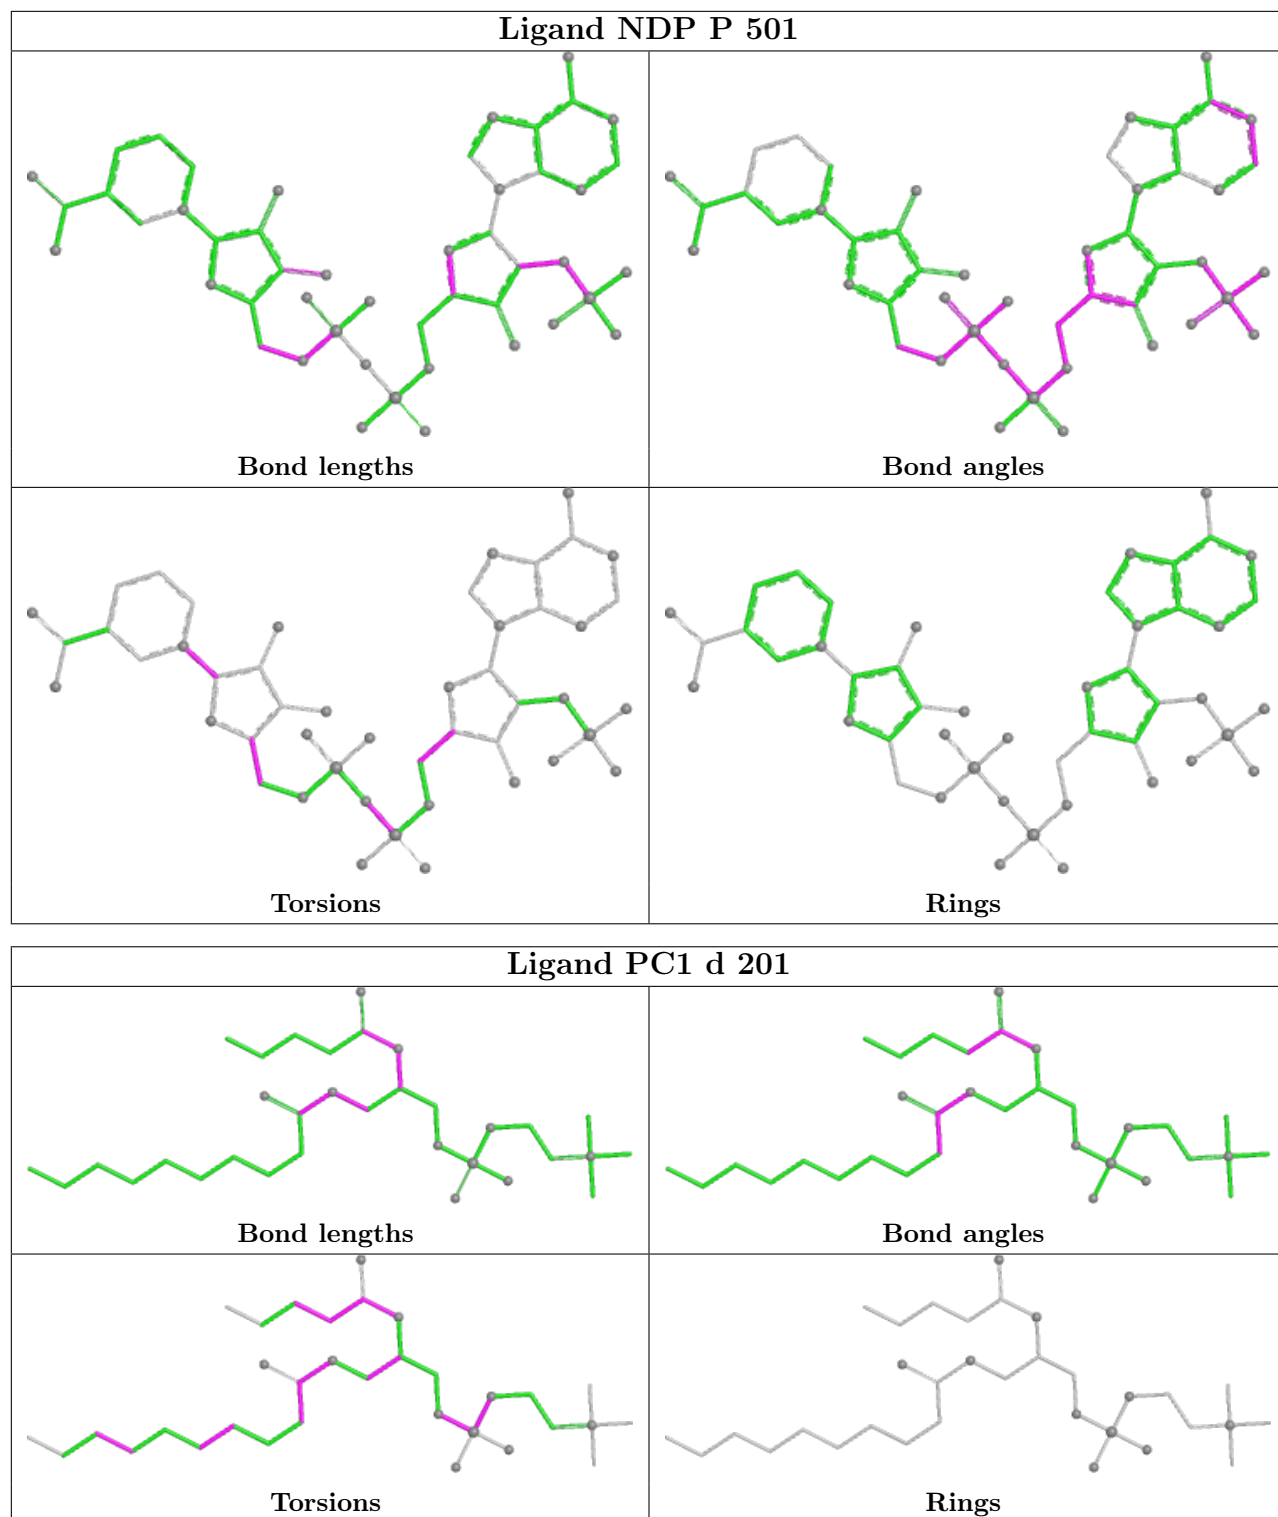 Ligand NDP P 501
Bond lengths
Bond angles
Torsions
Rings
Ligand PC1 d 201
Bond lengths
Bond angles
Torsions
Rings